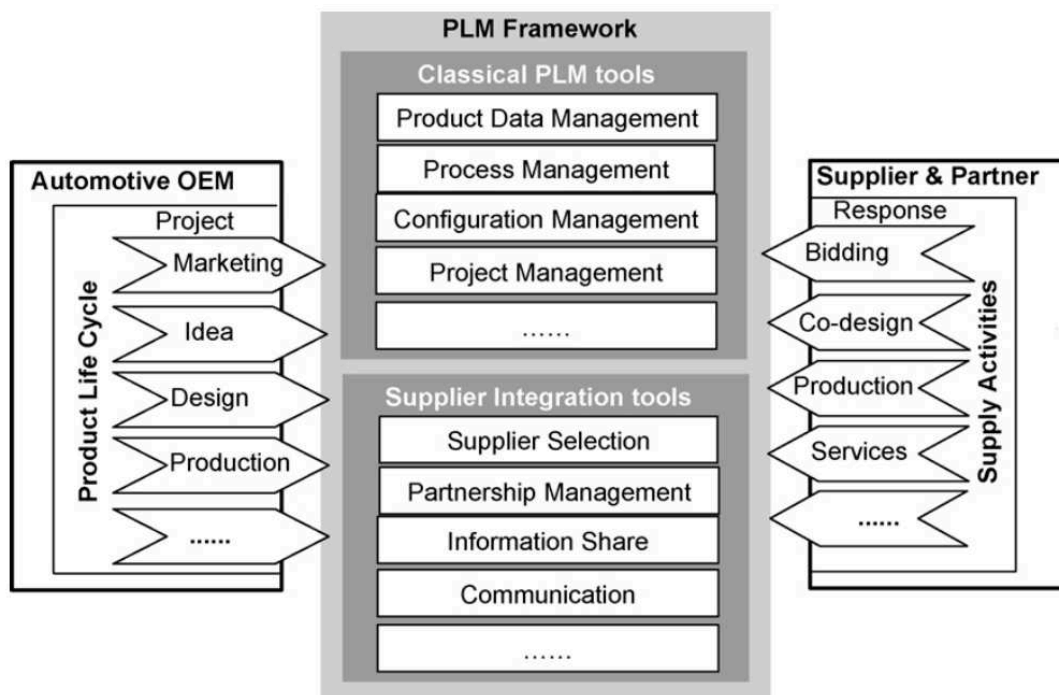 PLM Framework
Classical PLM tools
Product Data Management
Process Management
Configuration Management
Project Management
......
Supplier Integration tools
Supplier Selection
Partnership Management
Information Share
Communication
......
Automotive OEM
Project
Product Life Cycle
Marketing
Idea
Design
Production
......
Supplier & Partner
Response
Bidding
Co-design
Production
Services
......
Supply Activities